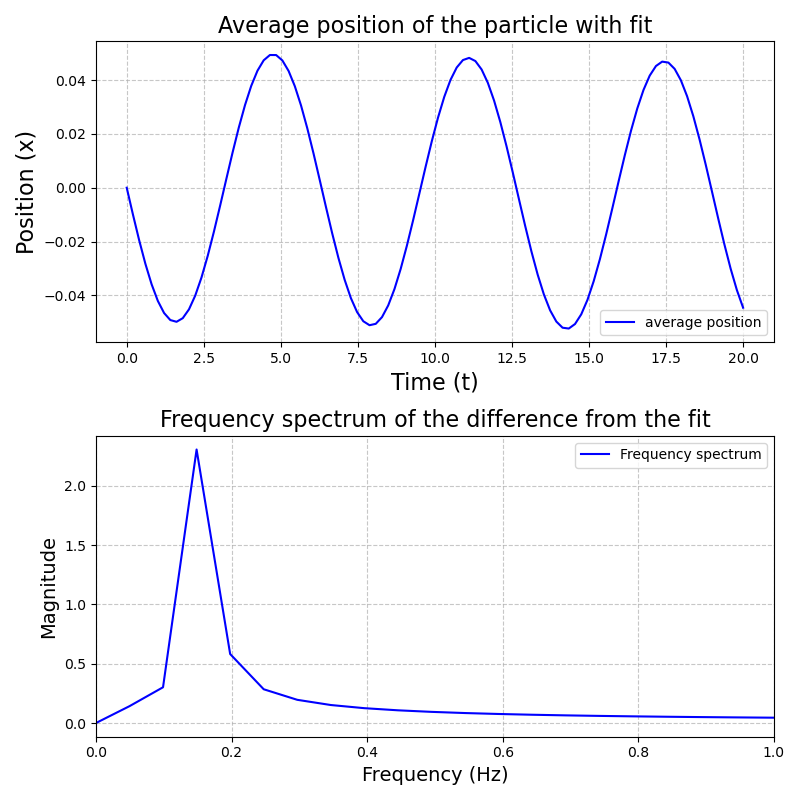 Average position of the particle with fit
Position (x)
0.04
0.02
0.00
−0.02
−0.04
average position
0.0 2.5 5.0 7.5 10.0 12.5 15.0 17.5 20.0
Time (t)
Frequency spectrum of the difference from the fit
Magnitude
Frequency spectrum
2.0
1.5
1.0
0.5
0.0
0.0 0.2 0.4 0.6 0.8 1.0
Frequency (Hz)